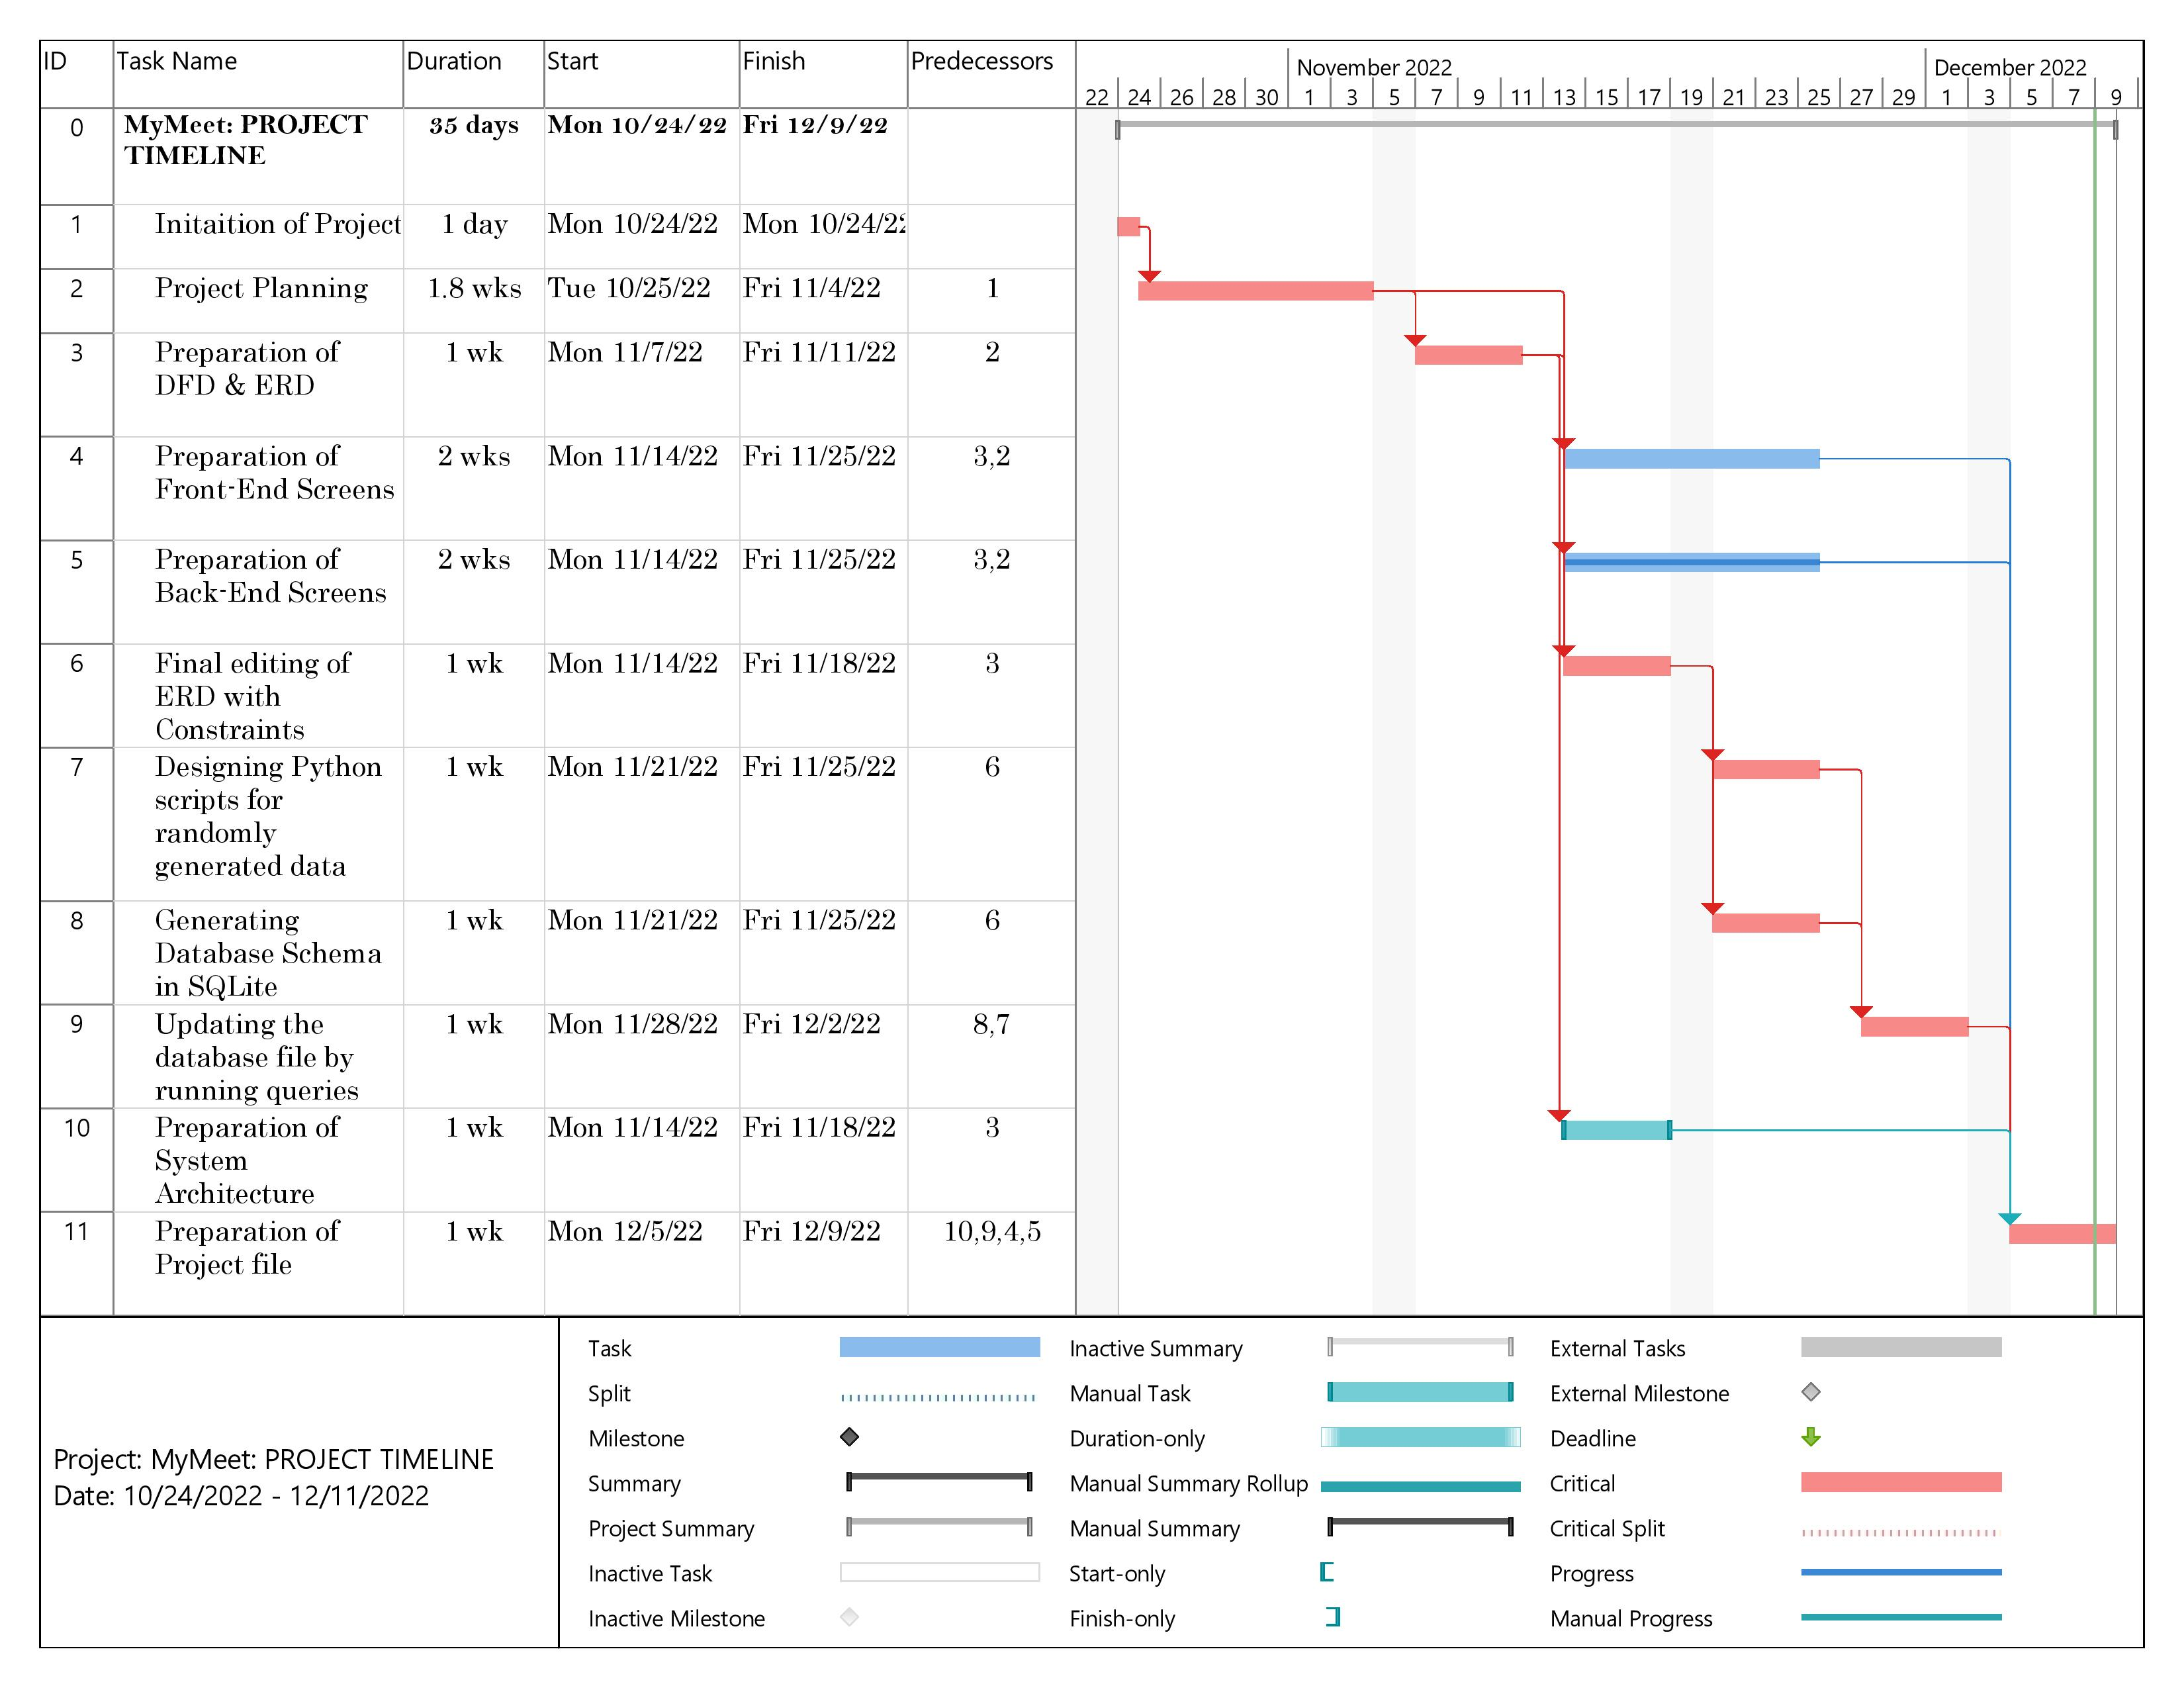 ID Task Name Duration Start Finish Predecessors
November 2022 December 2022
22 24 26 28 30 1 3 5 7 9 11 13 15 17 19 21 23 25 27 29 1 3 5 7 9
0 MyMeet: PROJECT 35 days Mon 10/24/22 Fri 12/9/22
TIMELINE
1 Initaition of Project 1 day Mon 10/24/22 Mon 10/24/22
2 Project Planning 1.8 wks Tue 10/25/22 Fri 11/4/22 1
3 Preparation of 1 wk Mon 11/7/22 Fri 11/11/22 2
DFD & ERD
4 Preparation of 2 wks Mon 11/14/22 Fri 11/25/22 3,2
Front-End Screens
5 Preparation of 2 wks Mon 11/14/22 Fri 11/25/22 3,2
Back-End Screens
6 Final editing of 1 wk Mon 11/14/22 Fri 11/18/22 3
ERD with
Constraints
7 Designing Python 1 wk Mon 11/21/22 Fri 11/25/22 6
scripts for
randomly
generated data
8 Generating 1 wk Mon 11/21/22 Fri 11/25/22 6
Database Schema
in SQLite
9 Updating the 1 wk Mon 11/28/22 Fri 12/2/22 8,7
database file by
running queries
10 Preparation of 1 wk Mon 11/14/22 Fri 11/18/22 3
System
Architecture
11 Preparation of 1 wk Mon 12/5/22 Fri 12/9/22 10,9,4,5
Project file
Project: MyMeet: PROJECT TIMELINE
Date: 10/24/2022 - 12/11/2022
Task
Split
Milestone
Summary
Project Summary
Inactive Task
Inactive Milestone
Inactive Summary
Manual Task
Duration-only
Manual Summary Rollup
Manual Summary
Start-only
Finish-only
External Tasks
External Milestone
Deadline
Critical
Critical Split
Progress
Manual Progress